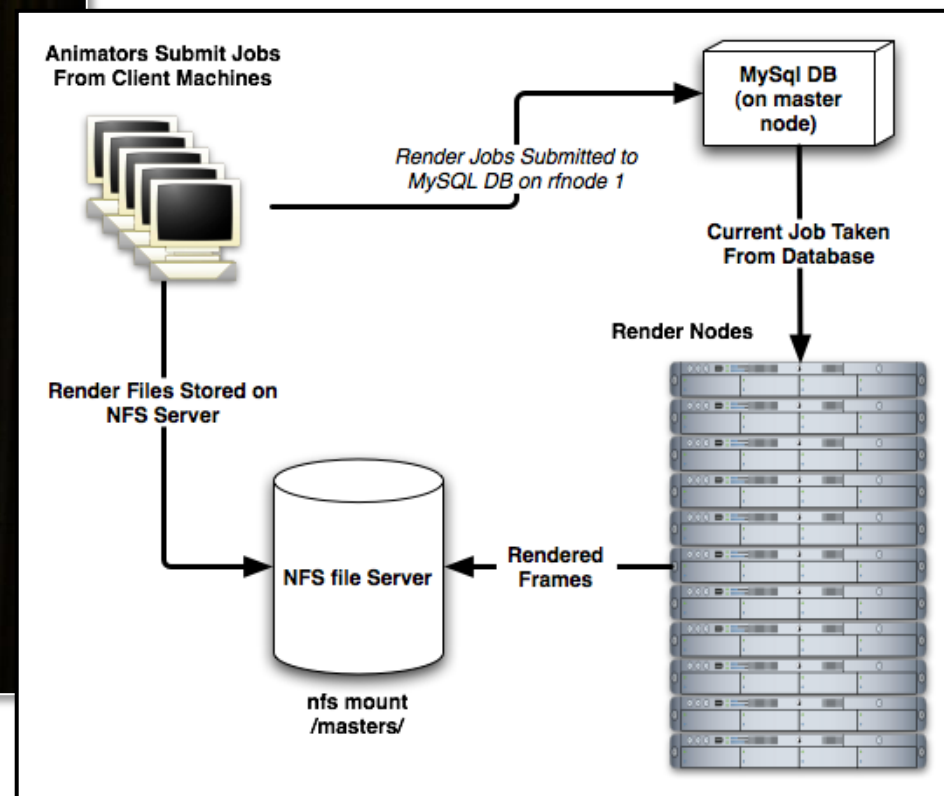 Animators Submit Jobs
From Client Machines
MySql DB
(on master
node)
Render Jobs Submitted to
MySQL DB on rfnode 1
Current Job Taken
From Database
Render Nodes
Render Files Stored on
NFS Server
NFS file Server
Rendered
Frames
nfs mount
/masters/